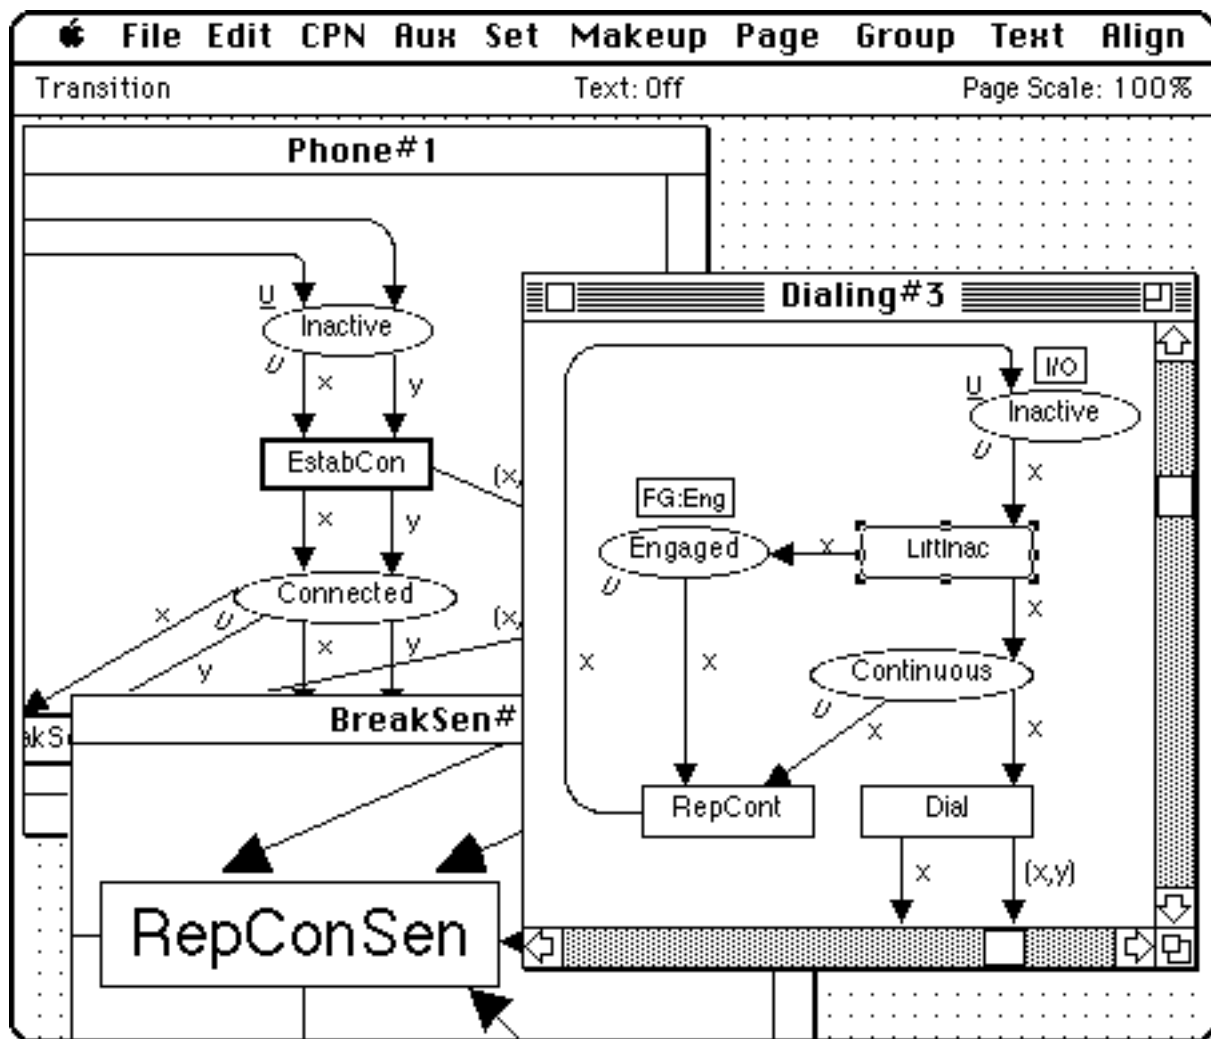 File Edit CPN Aux Set Makeup Page Group Text Align
Transition Text: Off Page Scale: 100%
Phone#1
U
Inactive
U
x y
EstabCon
(x,
x y
Connected
U
x
y
(x,
x y
akSe
BreakSen#
RepConSen
Dialing#3
I/O
U
Inactive
U
x
FG:Eng
Engaged
x
LiftInac
U
x
x
x
Continuous
U
x
x
RepCont
Dial
x
(x,y)